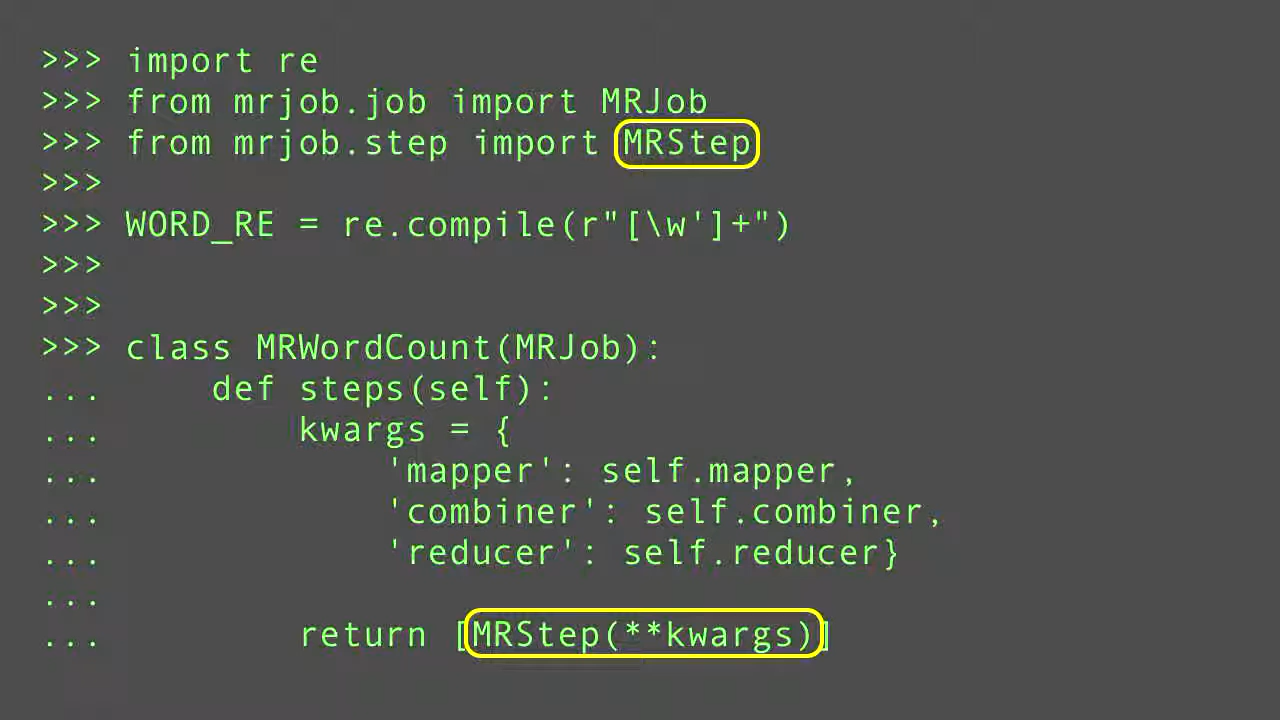 >>> import re
>>> from mrjob.job import MRJob
>>> from mrjob.step import MRStep
>>>
>>> WORD_RE = re.compile(r"[\w']+")
>>>
>>>
>>> class MRWordCount(MRJob):
...     def steps(self):
...         kwargs = {
...             'mapper': self.mapper,
...             'combiner': self.combiner,
...             'reducer': self.reducer}
...
...         return [MRStep(**kwargs)]